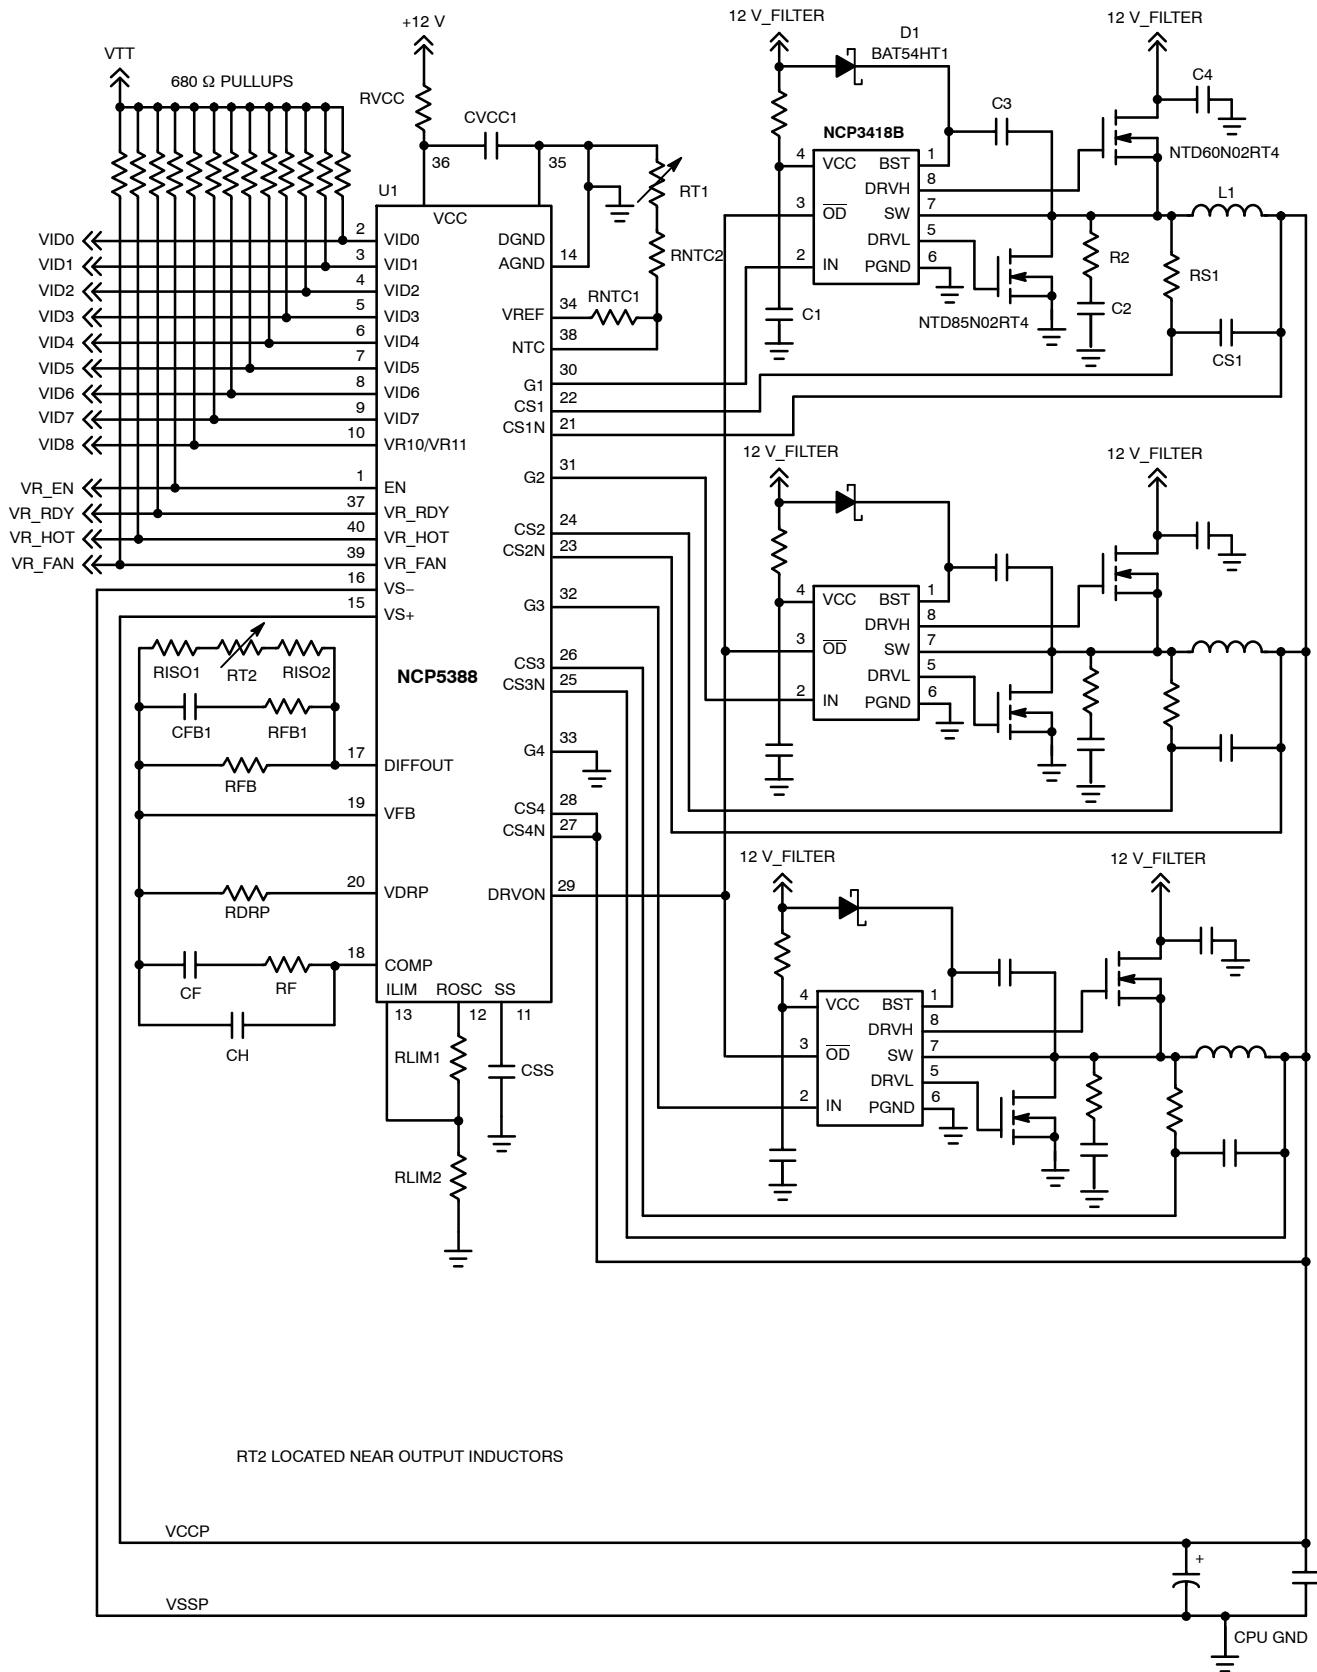 +12 V
12 V_FILTER
12 V_FILTER
D1
BAT54HT1
VTT
680 Ω PULLUPS
RVCC
CVCC1
C3
C4
NCP3418B
NTD60N02RT4
36
35
RT1
U1
VCC
DGND
AGND
14
RNTC2
RNTC1
VREF
34
NTC
38
4
VCC
BST
1
DRVH
8
3
OD
SW
7
DRVL
5
2
IN
PGND
6
L1
R2
RS1
C1
NTD85N02RT4
C2
CS1
VID0
2
VID0
VID1
3
VID1
VID2
4
VID2
VID3
5
VID3
VID4
6
VID4
VID5
7
VID5
VID6
8
VID6
VID7
9
VID7
VID8
10
VR10/VR11
VR_EN
1
EN
VR_RDY
37
VR_RDY
VR_HOT
40
VR_HOT
VR_FAN
39
VR_FAN
16
VS−
15
VS+
G1
30
CS1
22
CS1N
21
G2
31
CS2
24
CS2N
23
G3
32
CS3
26
CS3N
25
G4
33
CS4
28
CS4N
27
DRVON
29
NCP5388
RISO1
RT2
RISO2
CFB1
RFB1
17
DIFFOUT
RFB
19
VFB
20
VDRP
RDRP
18
COMP
CF
RF
CH
ILIM
ROSC
SS
13
12
11
RLIM1
CSS
RLIM2
12 V_FILTER
12 V_FILTER
4
VCC
BST
1
DRVH
8
3
OD
SW
7
DRVL
5
2
IN
PGND
6
12 V_FILTER
12 V_FILTER
4
VCC
BST
1
DRVH
8
3
OD
SW
7
DRVL
5
2
IN
PGND
6
RT2 LOCATED NEAR OUTPUT INDUCTORS
VCCP
+
VSSP
CPU GND